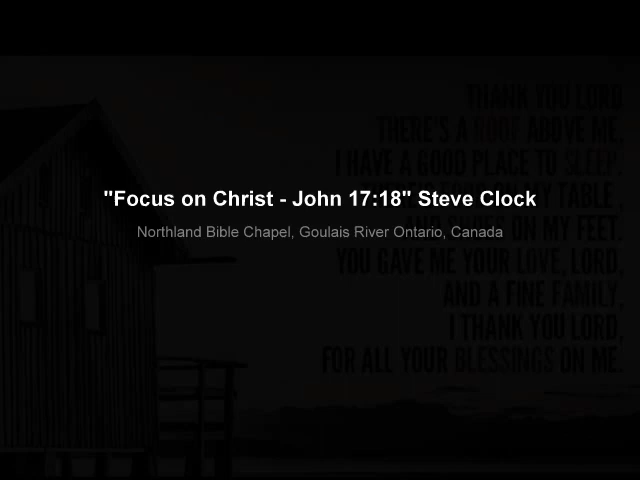 "Focus on Christ - John 17:18" Steve Clock
Northland Bible Chapel, Goulais River Ontario, Canada
THANK YOU LORD
THERE'S A ROOF ABOVE ME,
I HAVE A GOOD PLACE TO SLEEP.
TABLE,
ON MY FEET.
YOU GAVE ME YOUR LOVE, LORD,
AND A FINE FAMILY,
I THANK YOU LORD,
FOR ALL YOUR BLESSINGS ON ME.